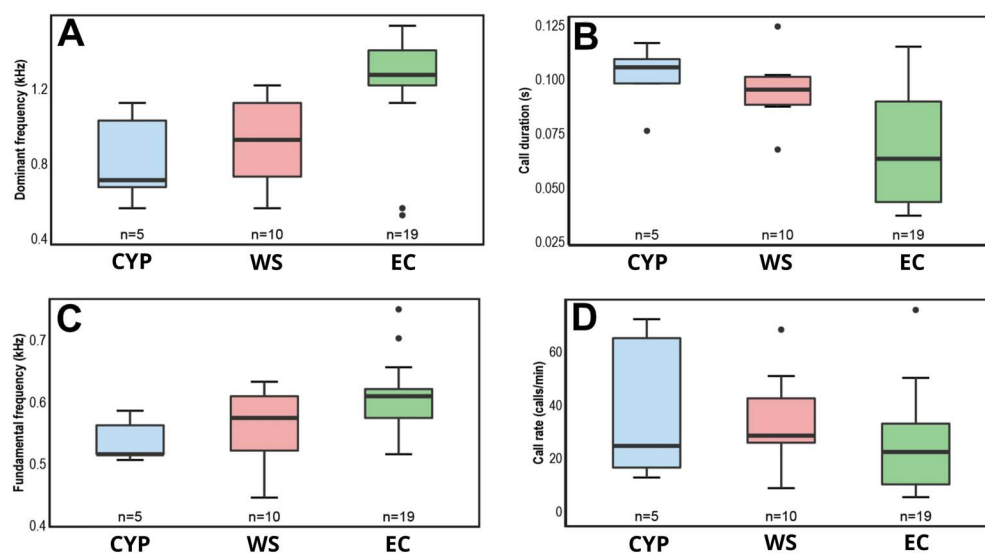 A
Dominant frequency (kHz)
1.2
0.8
0.4
n=5 n=10 n=19
CYP WS EC
B
Call duration (s)
0.125
0.100
0.075
0.050
0.025
n=5 n=10 n=19
CYP WS EC
C
Fundamental frequency (kHz)
0.7
0.6
0.5
0.4
n=5 n=10 n=19
CYP WS EC
D
Call rate (calls/min)
60
40
20
0
n=5 n=10 n=19
CYP WS EC